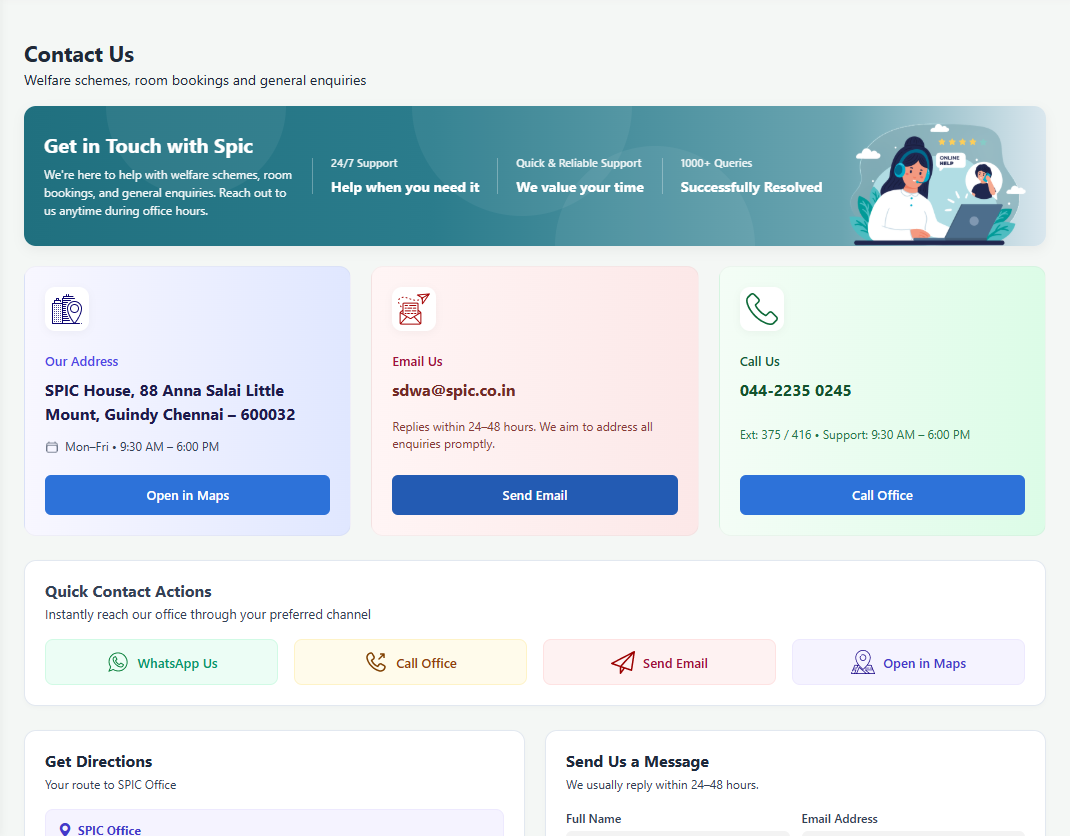 Contact Us
Welfare schemes, room bookings and general enquiries
Get in Touch with Spic
We're here to help with welfare schemes, room
bookings, and general enquiries. Reach out to
us anytime during office hours.
24/7 Support
Help when you need it
Quick & Reliable Support
We value your time
1000+ Queries
Successfully Resolved
ONLINE
HELP
Our Address
SPIC House, 88 Anna Salai Little
Mount, Guindy Chennai – 600032
Mon–Fri • 9:30 AM – 6:00 PM
Open in Maps
Email Us
sdwa@spic.co.in
Replies within 24–48 hours. We aim to address all
enquiries promptly.
Send Email
Call Us
044-2235 0245
Ext: 375 / 416 • Support: 9:30 AM – 6:00 PM
Call Office
Quick Contact Actions
Instantly reach our office through your preferred channel
WhatsApp Us
Call Office
Send Email
Open in Maps
Get Directions
Your route to SPIC Office
SPIC Office
Send Us a Message
We usually reply within 24–48 hours.
Full Name
Email Address